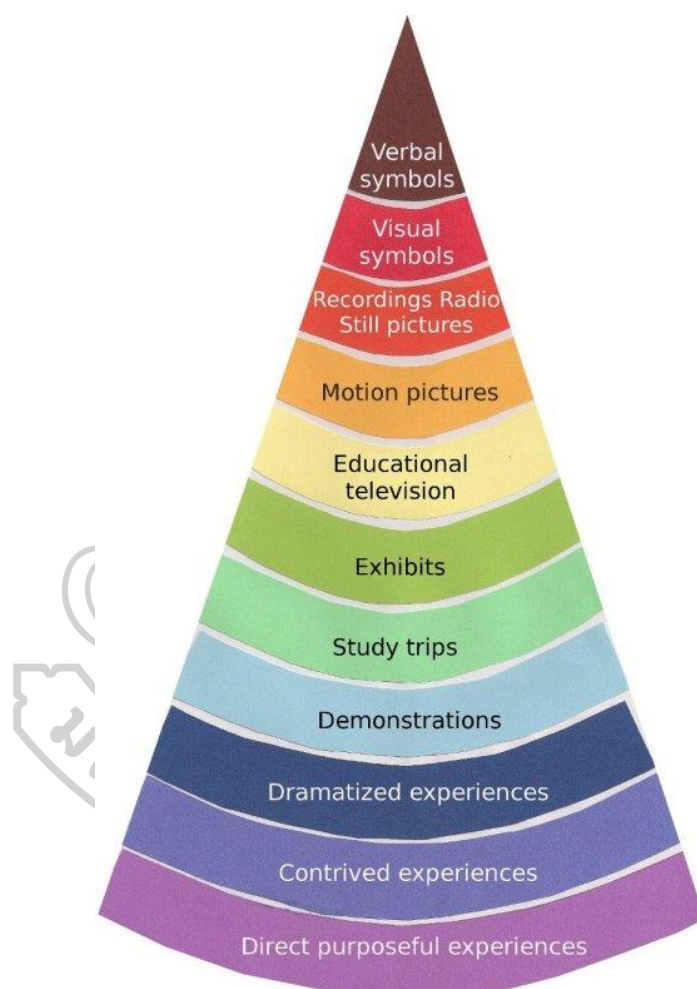 Verbal
symbols
Visual
symbols
Recordings Radio
Still pictures
Motion pictures
Educational
television
Exhibits
Study trips
Demonstrations
Dramatized experiences
Contrived experiences
Direct purposeful experiences